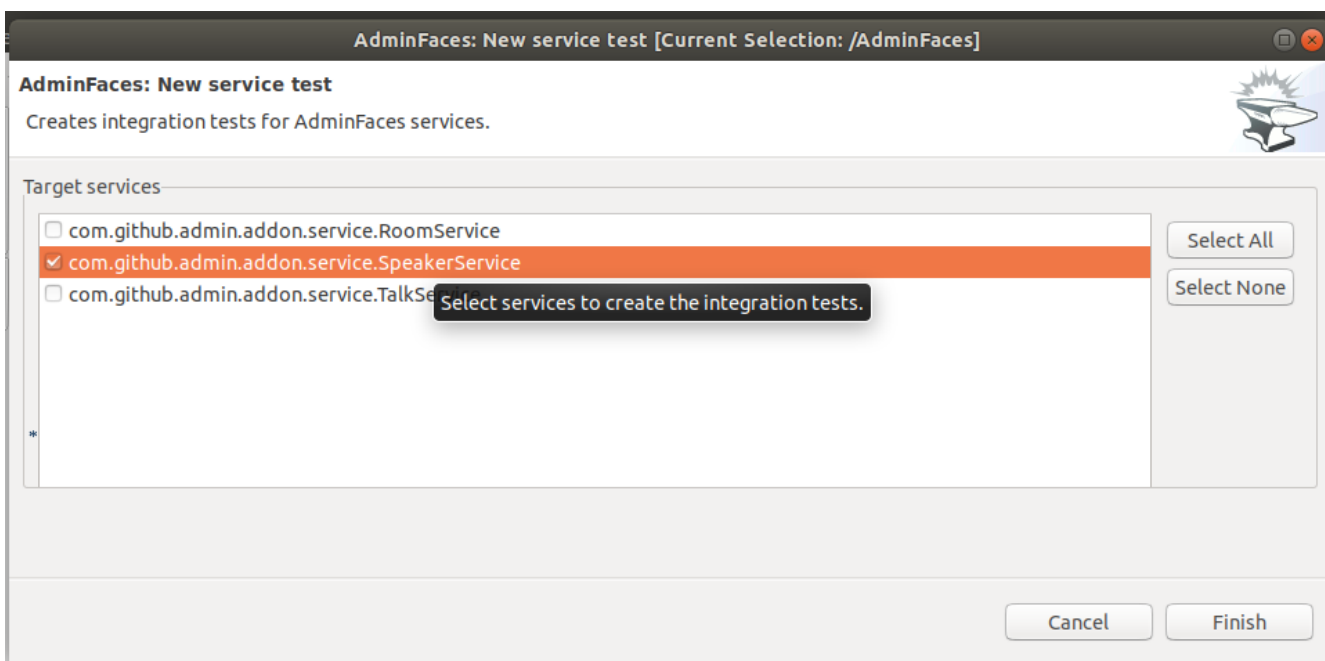 AdminFaces: New service test [Current Selection: /AdminFaces]
AdminFaces: New service test
Creates integration tests for AdminFaces services.
Target services
com.github.admin.addon.service.RoomService
com.github.admin.addon.service.SpeakerService
com.github.admin.addon.service.TalkService
Select services to create the integration tests.
Select All
Select None
*
Cancel
Finish